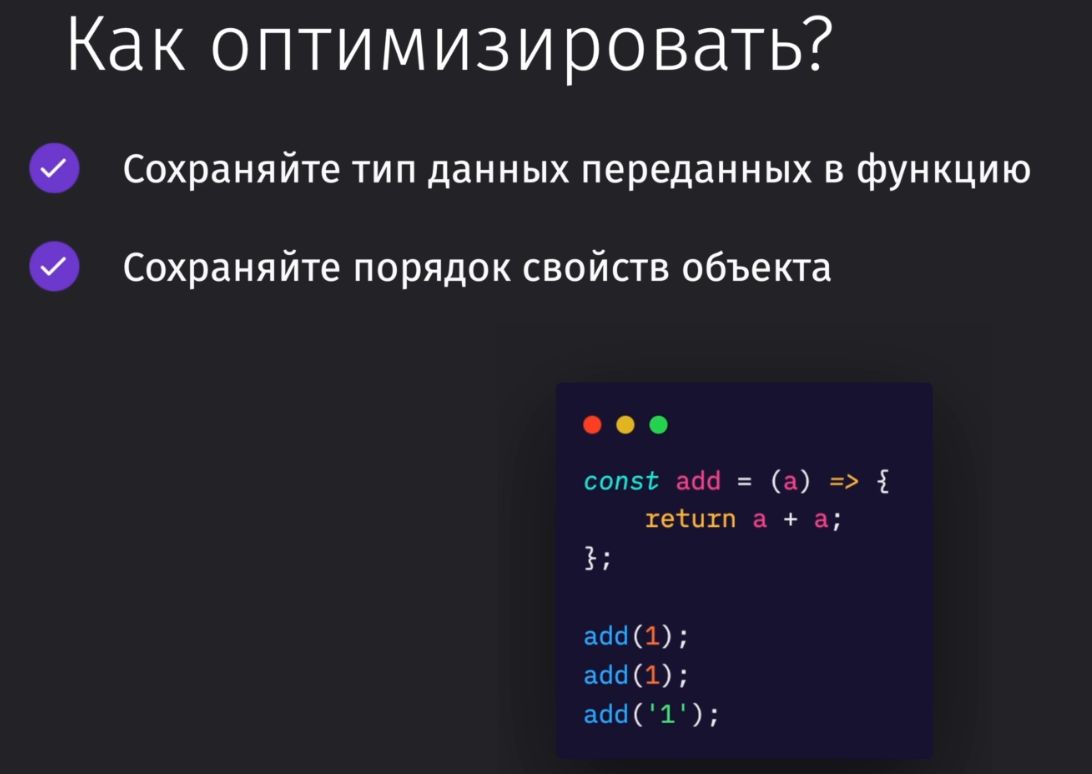 Как оптимизировать?
Сохраняйте тип данных переданных в функцию
Сохраняйте порядок свойств объекта
const add = (a) => {
    return a + a;
};
add(1);
add(1);
add('1');